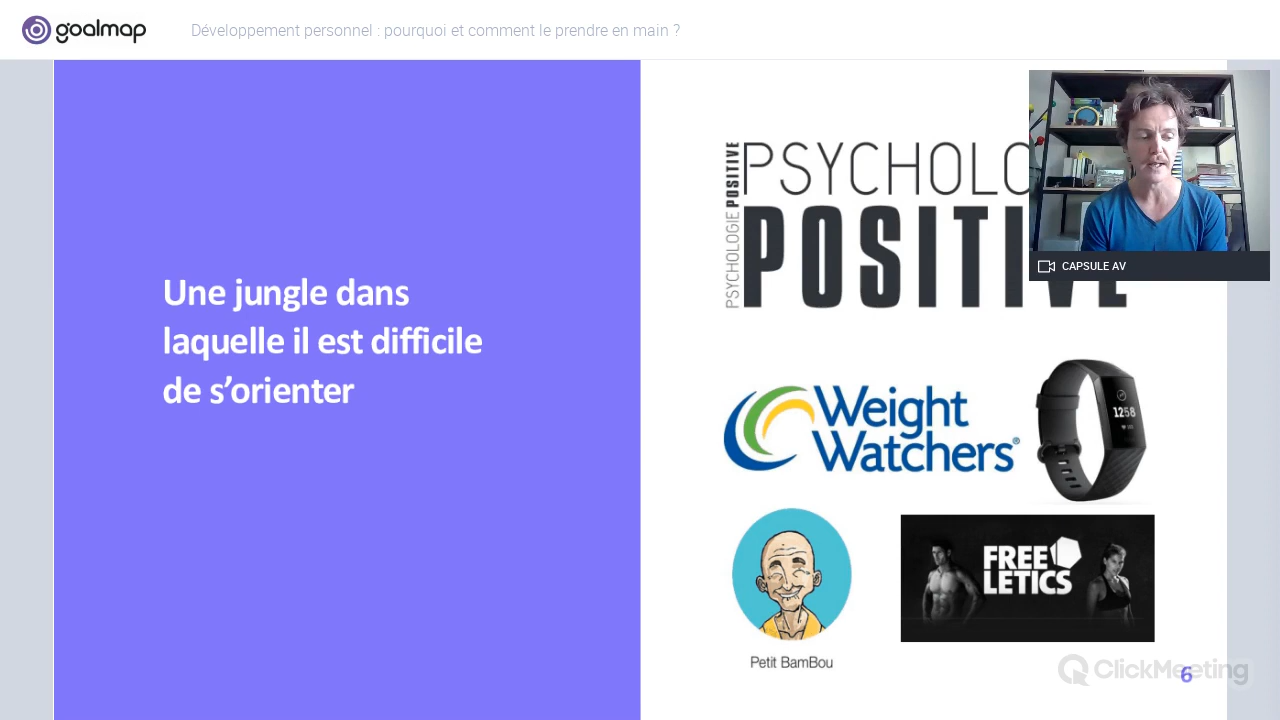 goalmap
Développement personnel : pourquoi et comment le prendre en main ?
Une jungle dans
laquelle il est difficile
de s’orienter
PSYCHOLOGIE POSITIVE
PSYCHOLO
POSITIVE
CAPSULE AV
Weight
Watchers®
1258
FREE
LETICS
Petit BamBou
ClickMeeting
6